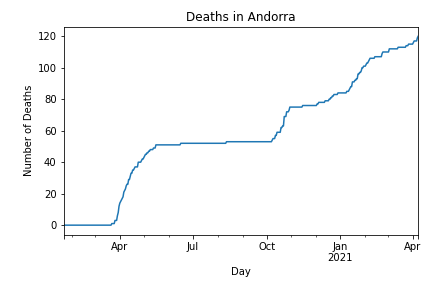 Deaths in Andorra
Number of Deaths
120
100
80
60
40
20
0
Apr
Jul
Oct
Jan
2021
Apr
Day